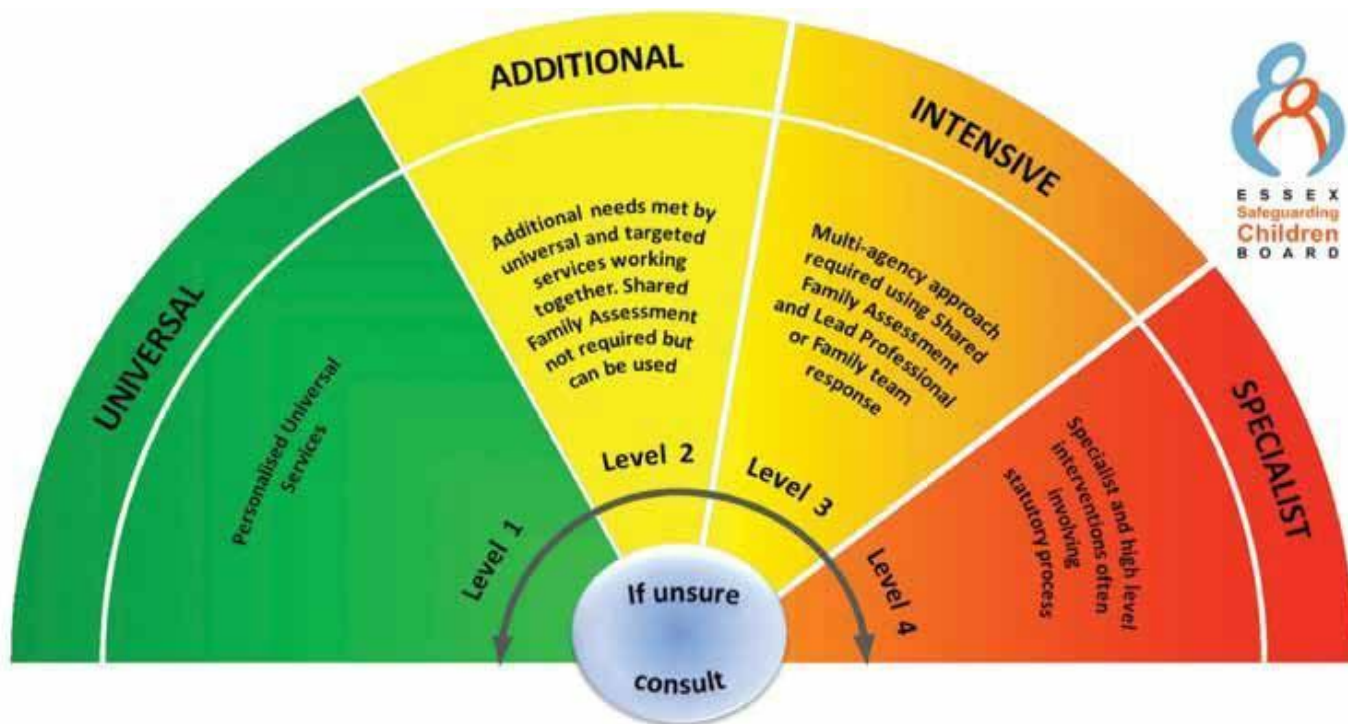 UNIVERSAL
Personalised Universal
Services
Level 1
ADDITIONAL
Additional needs met by
universal and targeted
services working
together. Shared
Family Assessment
not required but
can be used
Level 2
INTENSIVE
Multi-agency approach
required using Shared
Family Assessment
and Lead Professional
or Family team
response
Level 3
SPECIALIST
Specialist and high level
interventions often
involving
statutory process
Level 4
If unsure
consult
ESSEX
Safeguarding
Children
BOARD